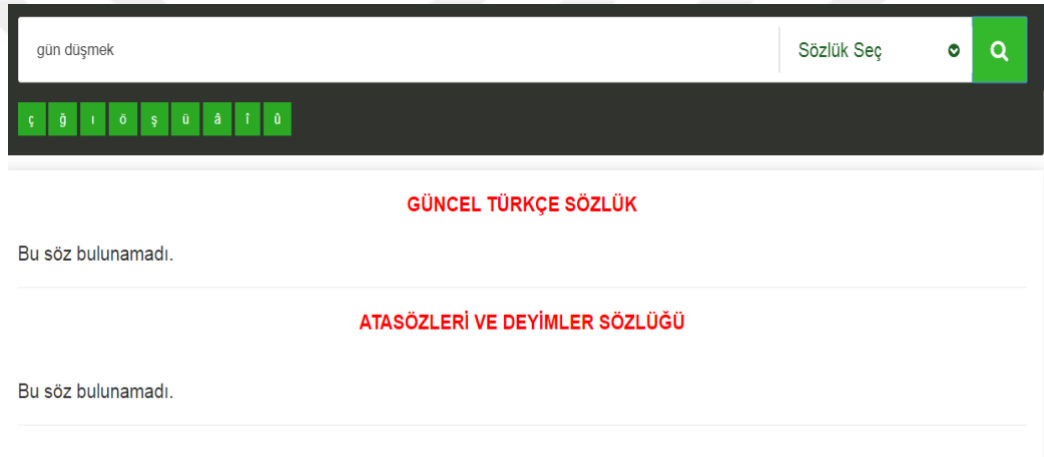 gün düşmek Sözlük Seç
ç ğ ı ö ş ü â î û
GÜNCEL TÜRKÇE SÖZLÜK
Bu söz bulunamadı.
ATASÖZLERİ VE DEYİMLER SÖZLÜĞÜ
Bu söz bulunamadı.